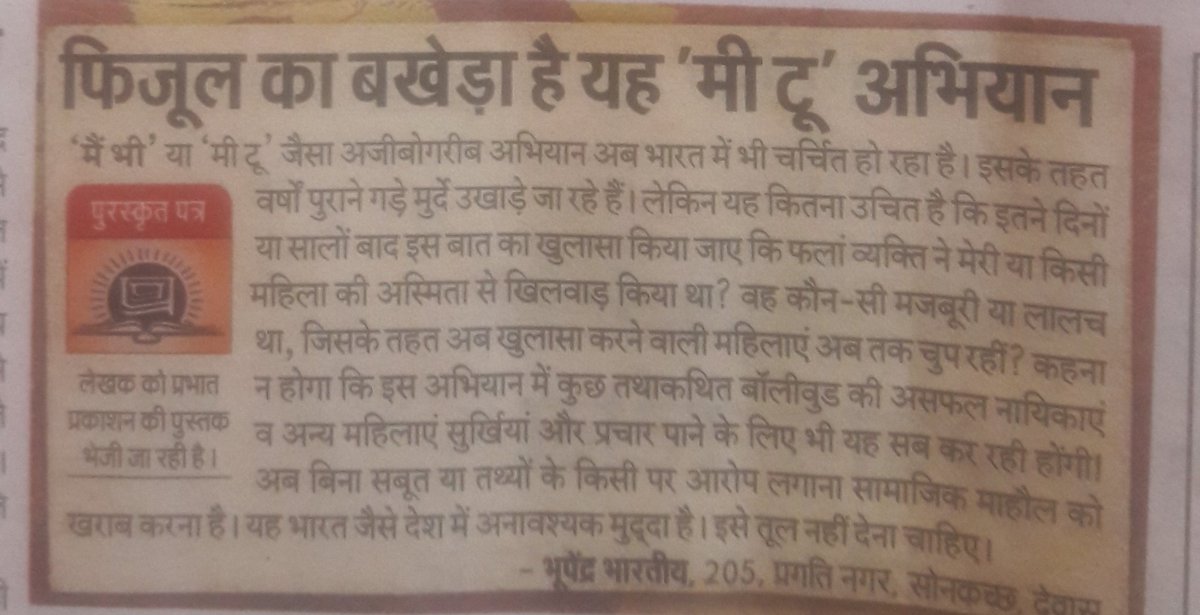 फिजूल का बखेड़ा है यह 'मी टू' अभियान
'मैं भी' या 'मी टू' जैसा अजीबोगरीब अभियान अब भारत में भी चर्चित हो रहा है। इसके तहत
वर्षों पुराने गड़े मुर्दे उखाड़े जा रहे हैं। लेकिन यह कितना उचित है कि इतने दिनों
या सालों बाद इस बात का खुलासा किया जाए कि फलां व्यक्ति ने मेरी या किसी
महिला की अस्मिता से खिलवाड़ किया था? वह कौन-सी मजबूरी या लालच
था, जिसके तहत अब खुलासा करने वाली महिलाएं अब तक चुप रहीं? कहना
न होगा कि इस अभियान में कुछ तथाकथित बॉलीवुड की असफल नायिकाएं
व अन्य महिलाएं सुर्खियां और प्रचार पाने के लिए भी यह सब कर रही होंगी।
अब बिना सबूत या तथ्यों के किसी पर आरोप लगाना सामाजिक माहौल को
खराब करना है। यह भारत जैसे देश में अनावश्यक मुद्दा है। इसे तूल नहीं देना चाहिए।
- भूपेंद्र भारतीय, 205, प्रगति नगर, सोनकच्छ, देवास
पुरस्कृत पत्र
लेखक को प्रभात
प्रकाशन की पुस्तक
भेजी जा रही है।